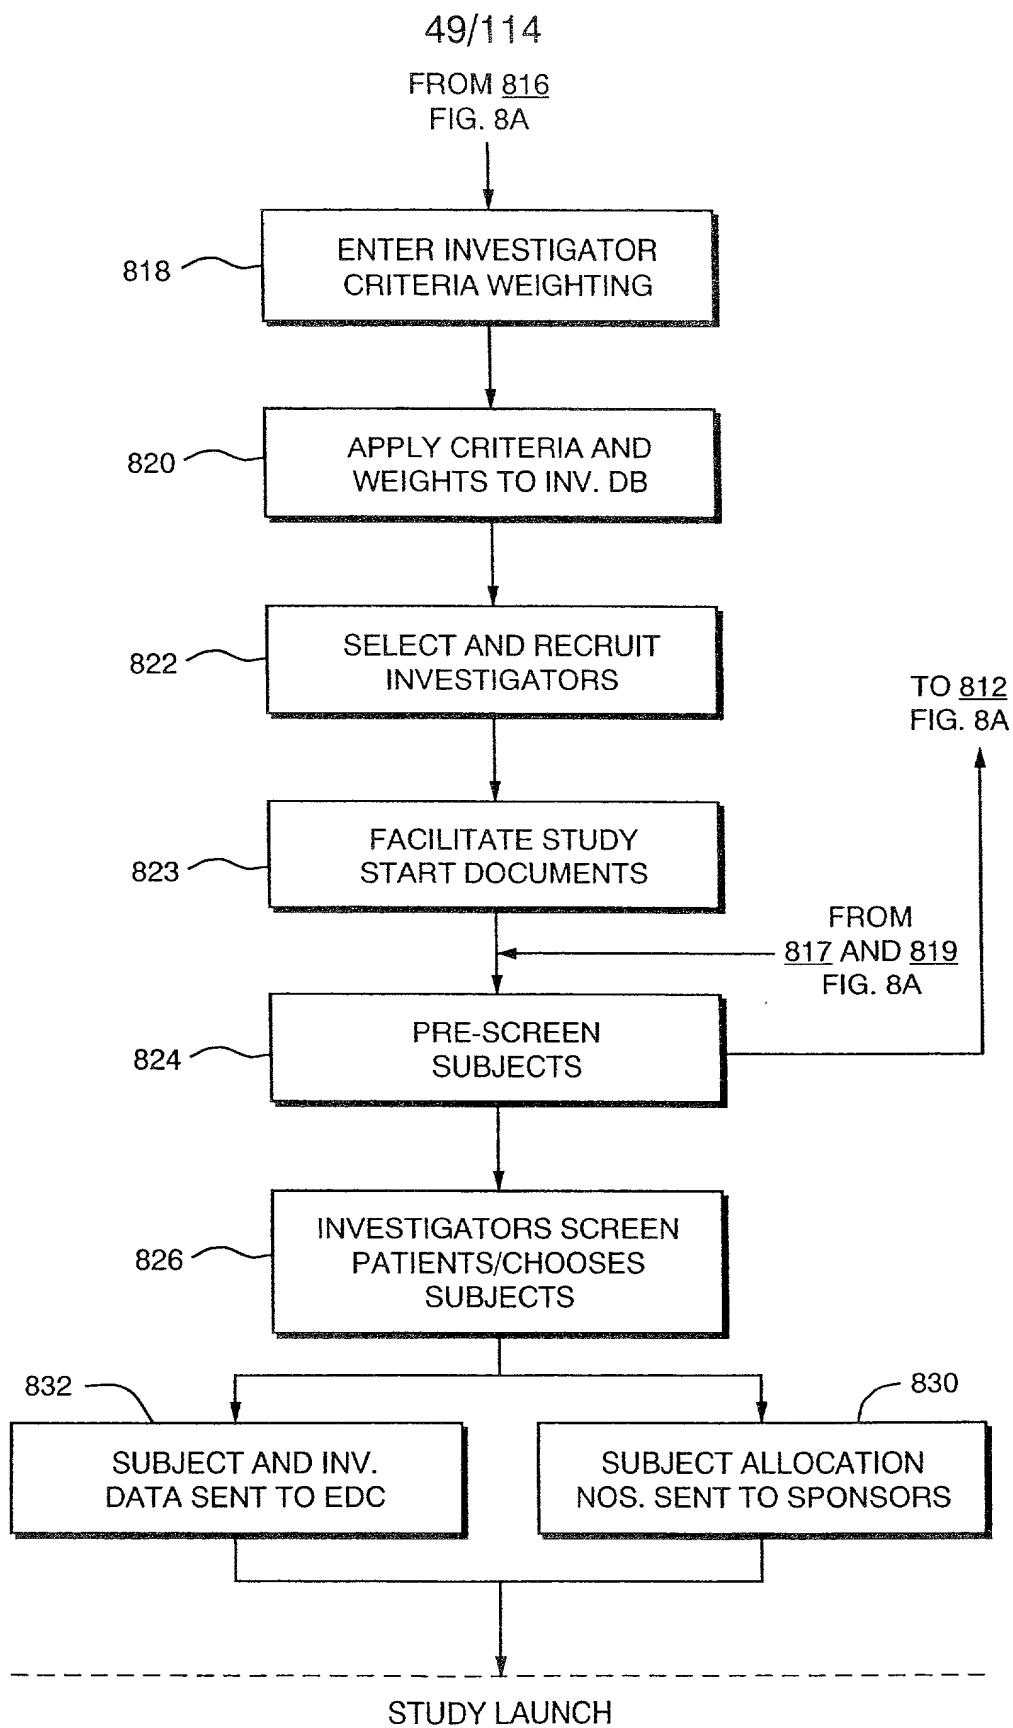 49/114
FROM 816
FIG. 8A
818
ENTER INVESTIGATOR
CRITERIA WEIGHTING
820
APPLY CRITERIA AND
WEIGHTS TO INV. DB
822
SELECT AND RECRUIT
INVESTIGATORS
TO 812
FIG. 8A
823
FACILITATE STUDY
START DOCUMENTS
FROM
817 AND 819
FIG. 8A
824
PRE-SCREEN
SUBJECTS
826
INVESTIGATORS SCREEN
PATIENTS/CHOOSES
SUBJECTS
832
SUBJECT AND INV.
DATA SENT TO EDC
830
SUBJECT ALLOCATION
NOS. SENT TO SPONSORS
STUDY LAUNCH